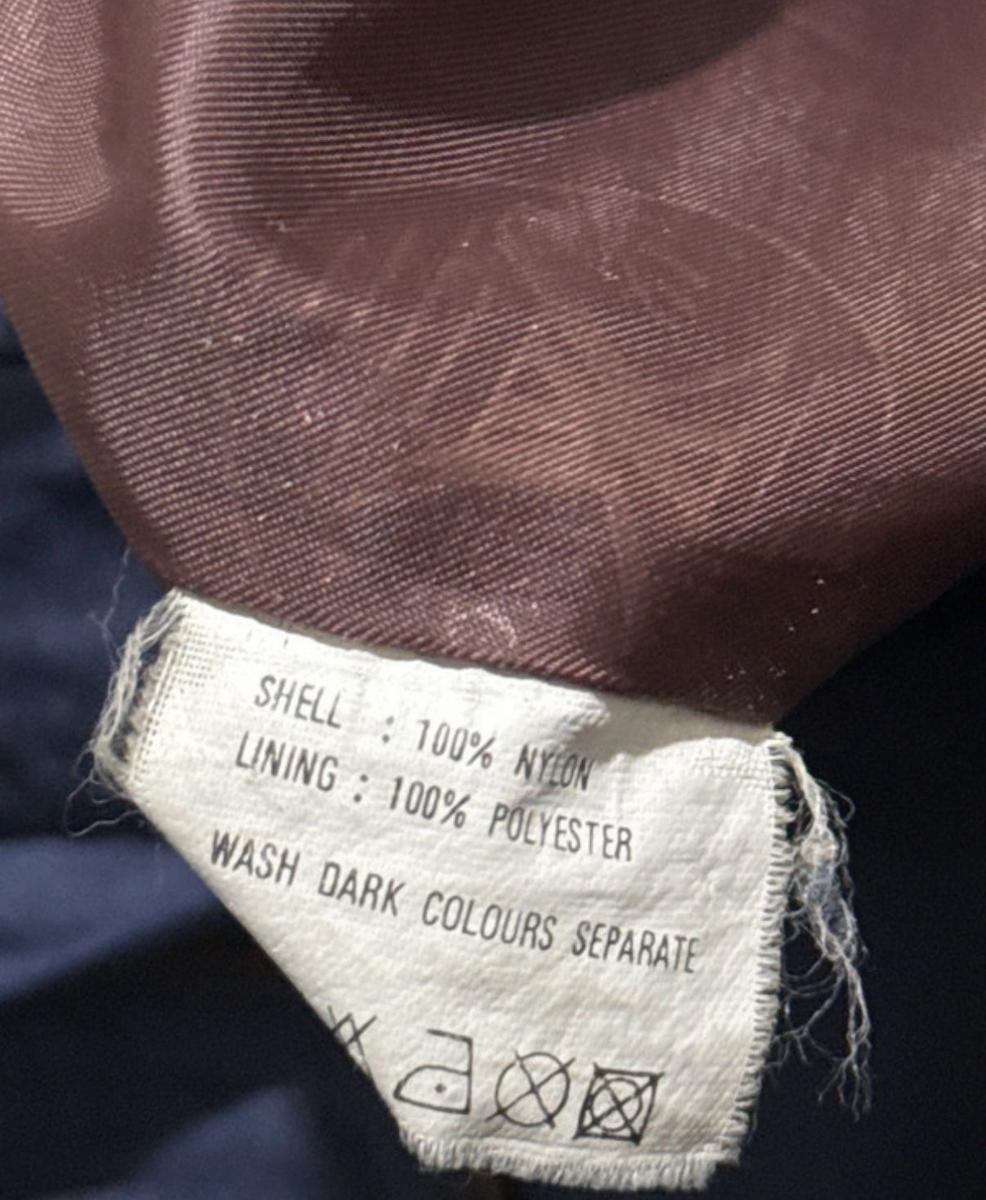 SHELL : 100% NYLON
LINING : 100% POLYESTER
WASH DARK COLOURS SEPARATE